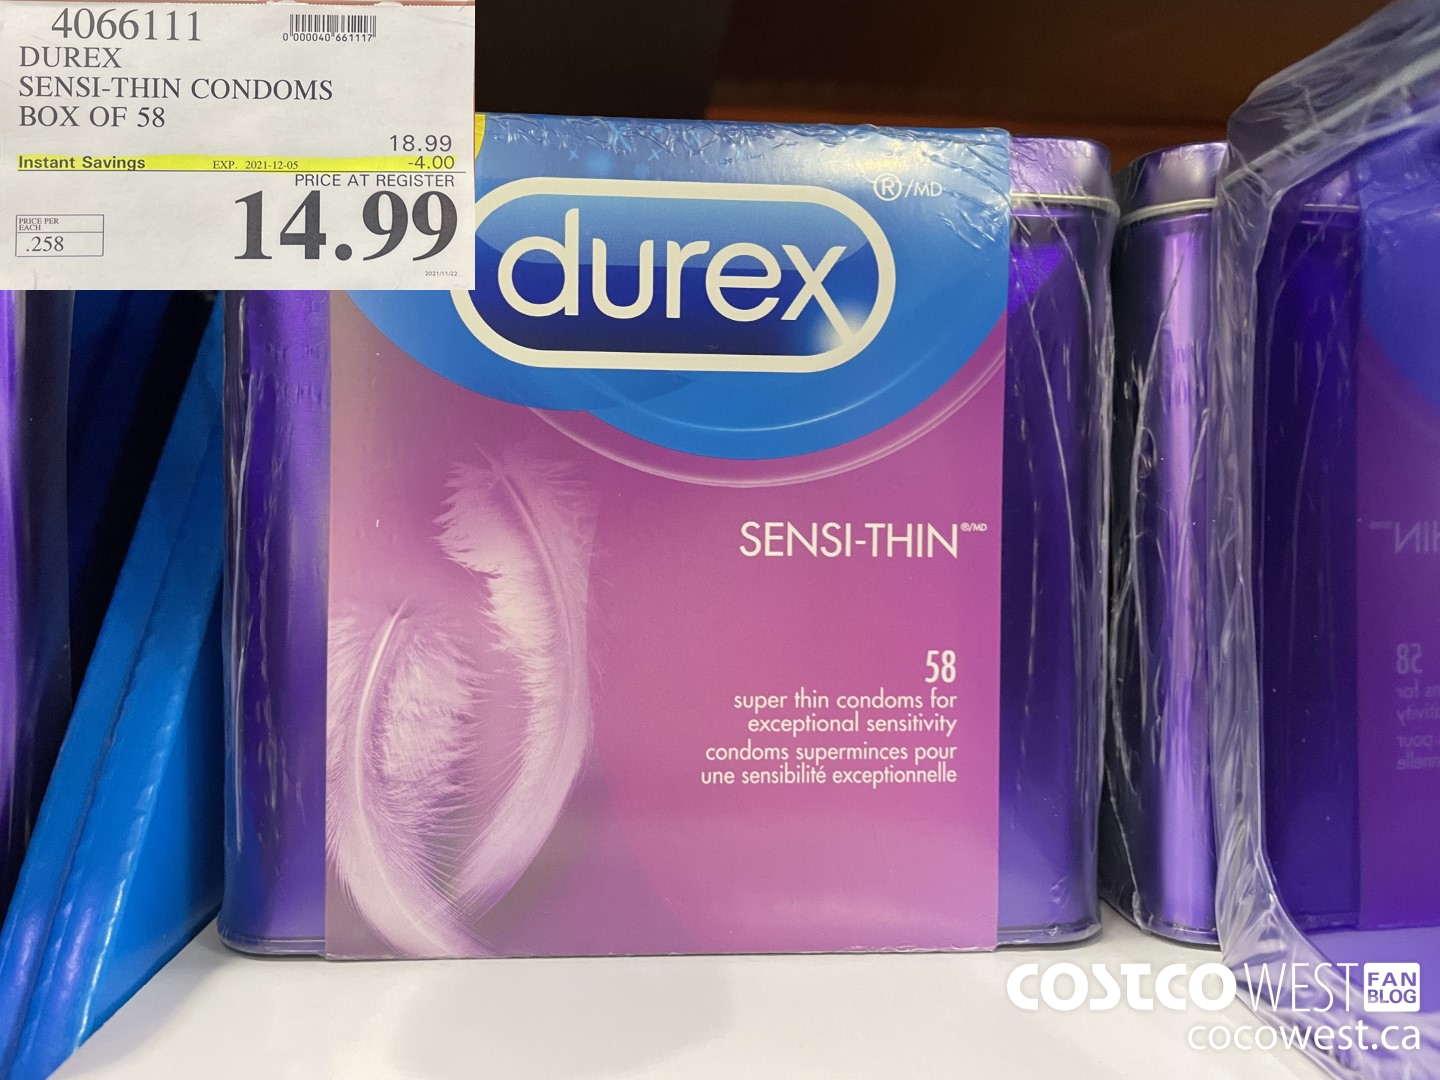 4066111
0"000040"661117"
DUREX
SENSI-THIN CONDOMS
BOX OF 58
18.99
Instant Savings EXP. 2021-12-05 -4.00
PRICE AT REGISTER
14.99
PRICE PER
EACH
.258
2021/11/22
®/MD
durex
SENSI-THIN®/MD
58
super thin condoms for
exceptional sensitivity
condoms superminces pour
une sensibilité exceptionnelle
COSTCO WEST FAN BLOG
cocowest.ca